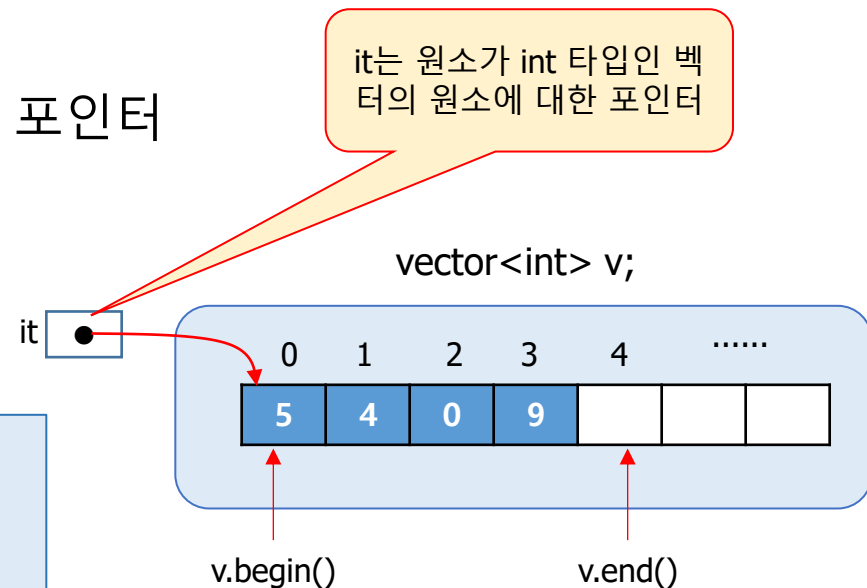 it는 원소가 int 타입인 벡
터의 원소에 대한 포인터
포인터
vector<int> v;
it
0 1 2 3 4 ......
5 4 0 9
v.begin() v.end()